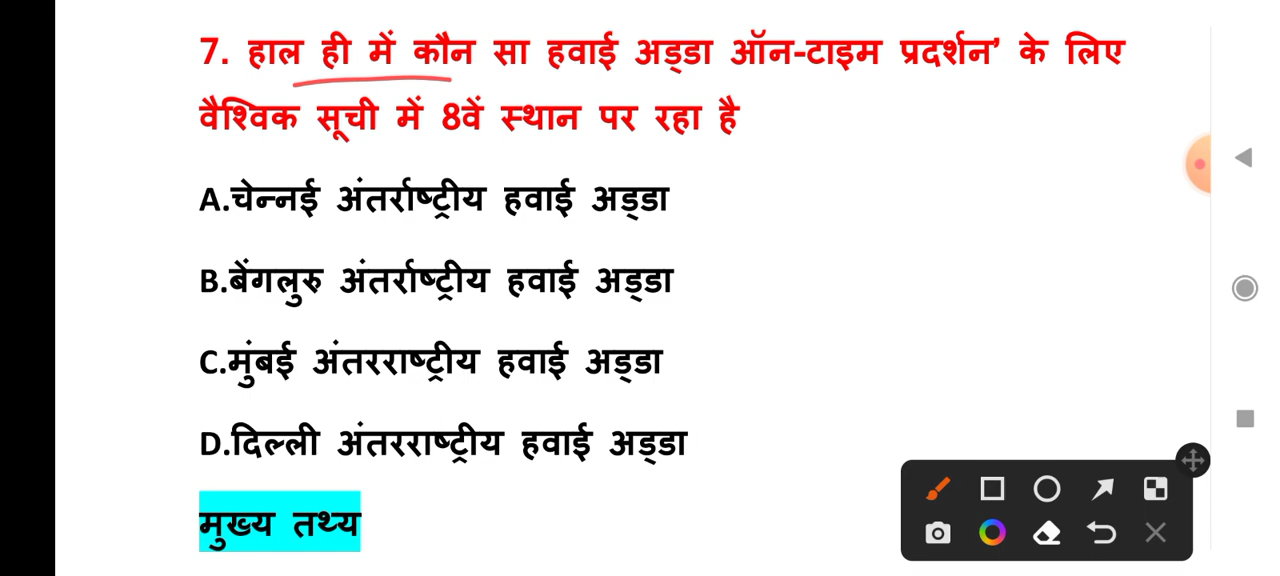 7. हाल ही में कौन सा हवाई अड्डा ऑन-टाइम प्रदर्शन’ के लिए
वैश्विक सूची में 8वें स्थान पर रहा है
A.चेन्नई अंतर्राष्ट्रीय हवाई अड्डा
B.बेंगलुरु अंतर्राष्ट्रीय हवाई अड्डा
C.मुंबई अंतरराष्ट्रीय हवाई अड्डा
D.दिल्ली अंतरराष्ट्रीय हवाई अड्डा
मुख्य तथ्य